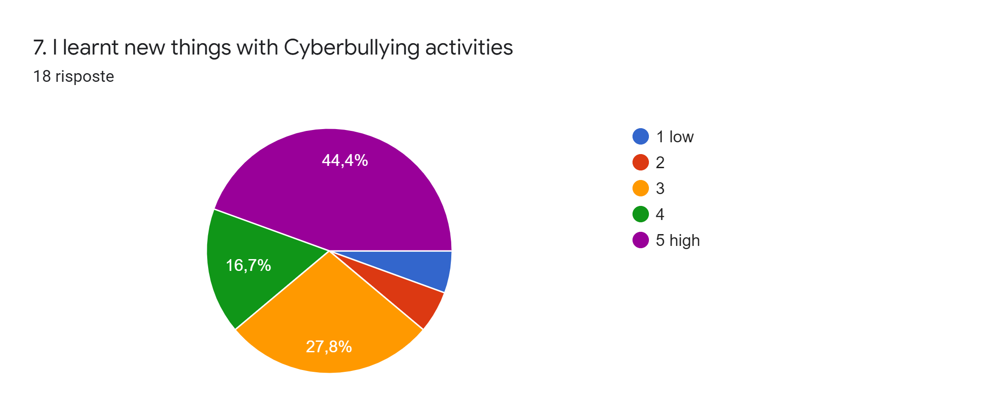 7. I learnt new things with Cyberbullying activities
18 risposte
44,4%
16,7%
27,8%
1 low
2
3
4
5 high